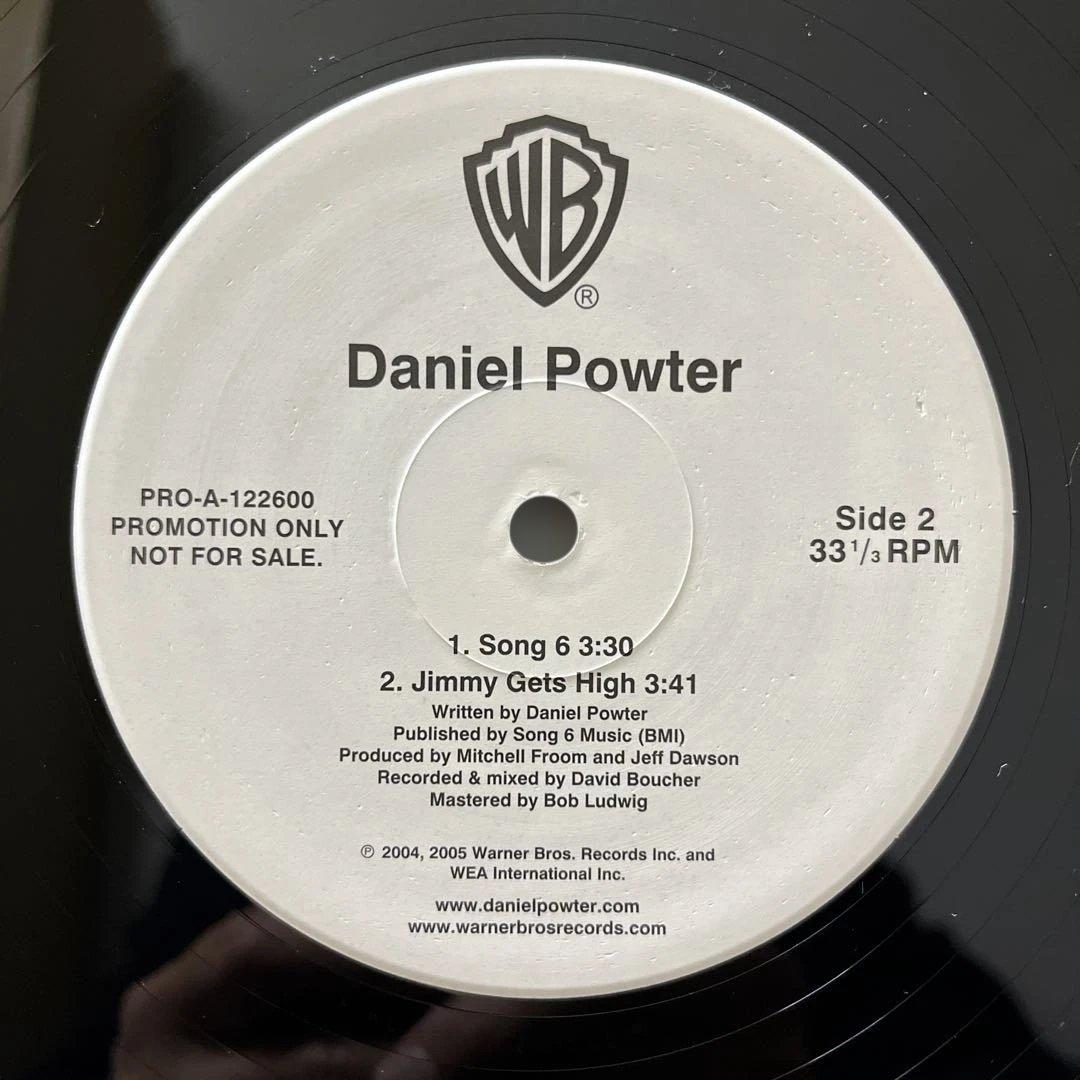 WB
®
Daniel Powter
PRO-A-122600
PROMOTION ONLY
NOT FOR SALE.
Side 2
33 1/3 RPM
1. Song 6 3:30
2. Jimmy Gets High 3:41
Written by Daniel Powter
Published by Song 6 Music (BMI)
Produced by Mitchell Froom and Jeff Dawson
Recorded & mixed by David Boucher
Mastered by Bob Ludwig
℗ 2004, 2005 Warner Bros. Records Inc. and
WEA International Inc.
www.danielpowter.com
www.warnerbrosrecords.com